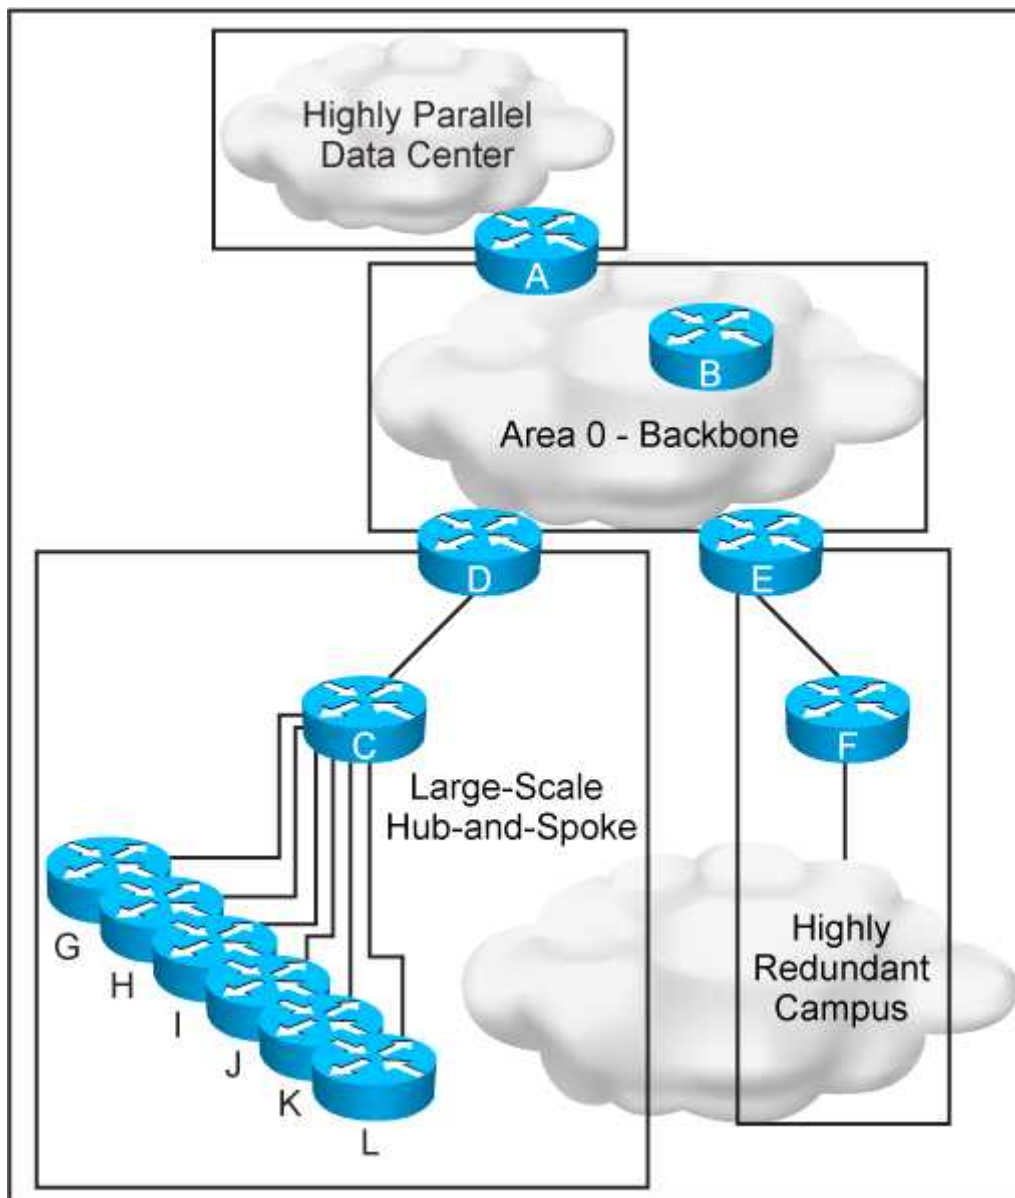 Highly Parallel
Data Center
A
B
Area 0 - Backbone
D
E
C
F
Large-Scale
Hub-and-Spoke
G
H
I
J
K
L
Highly
Redundant
Campus